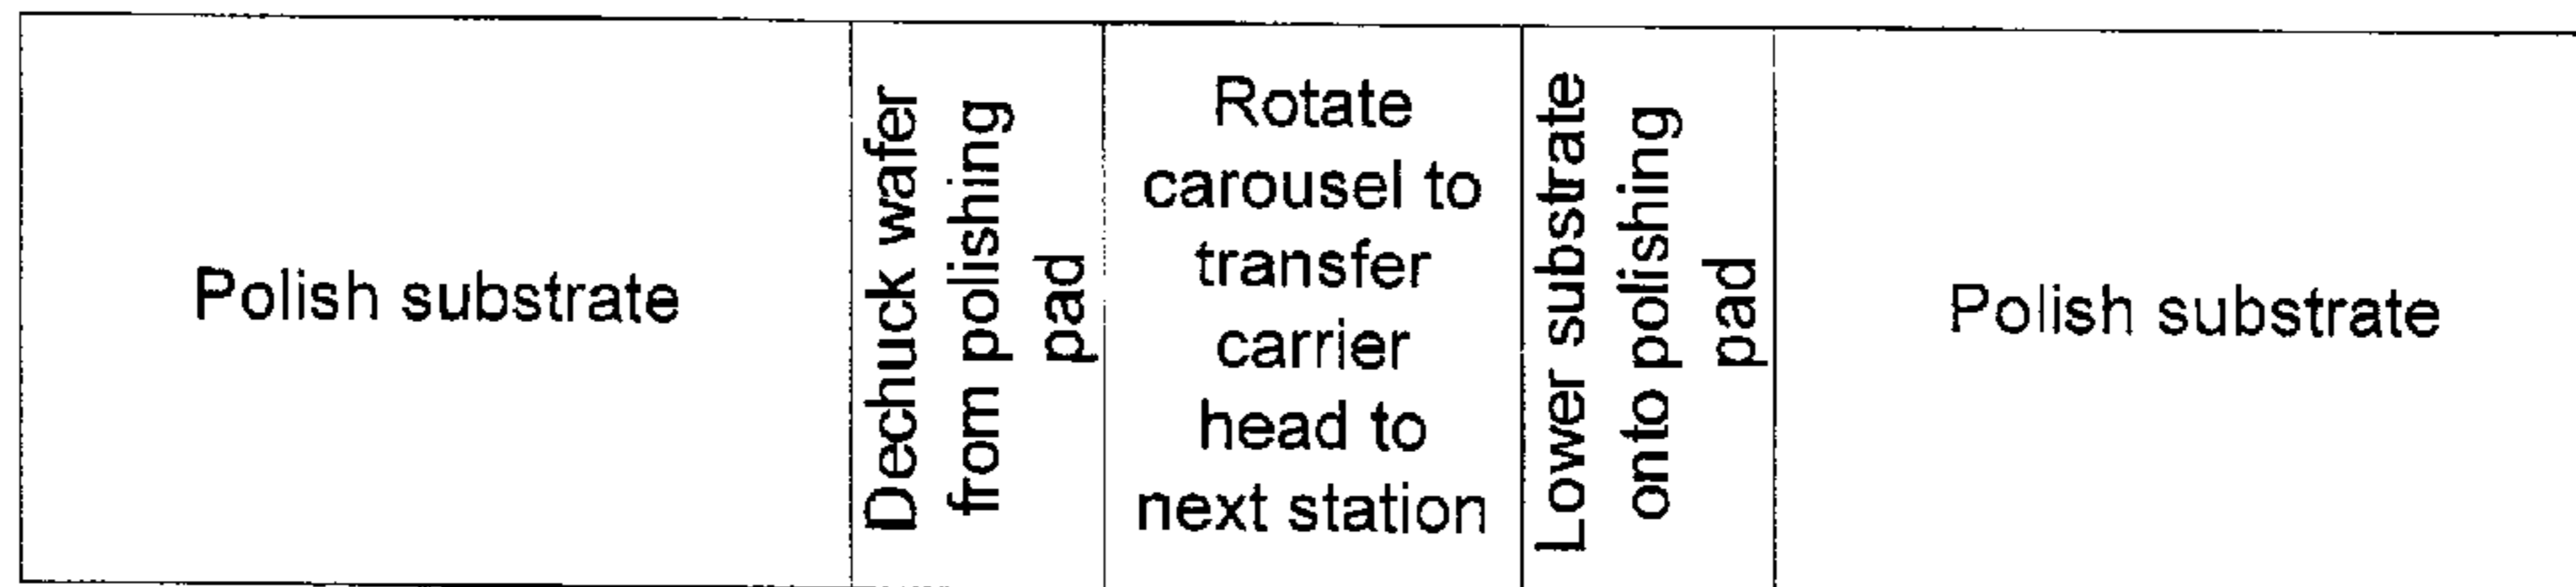 Polish substrate
Dechuck wafer
from polishing
pad
Rotate
carousel to
transfer
carrier
head to
next station
Lower substrate
onto polishing
pad
Polish substrate